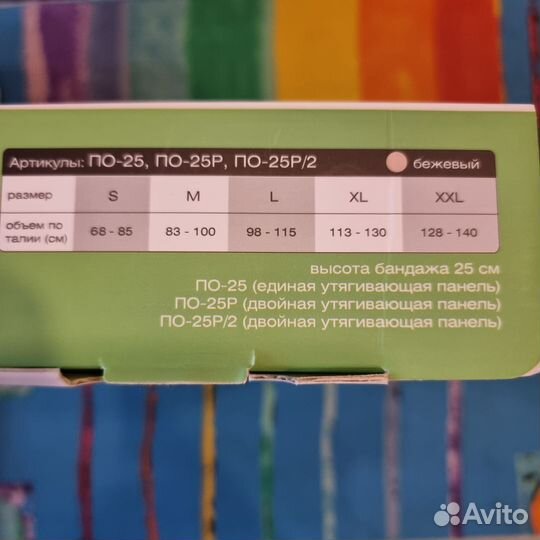 Артикулы: ПО-25, ПО-25Р, ПО-25Р/2 бежевый
размер S M L XL XXL
объем по талии (см) 68 - 85 83 - 100 98 - 115 113 - 130 128 - 140
высота бандажа 25 см
ПО-25 (единая утягивающая панель)
ПО-25Р (двойная утягивающая панель)
ПО-25Р/2 (двойная утягивающая панель)
Avito